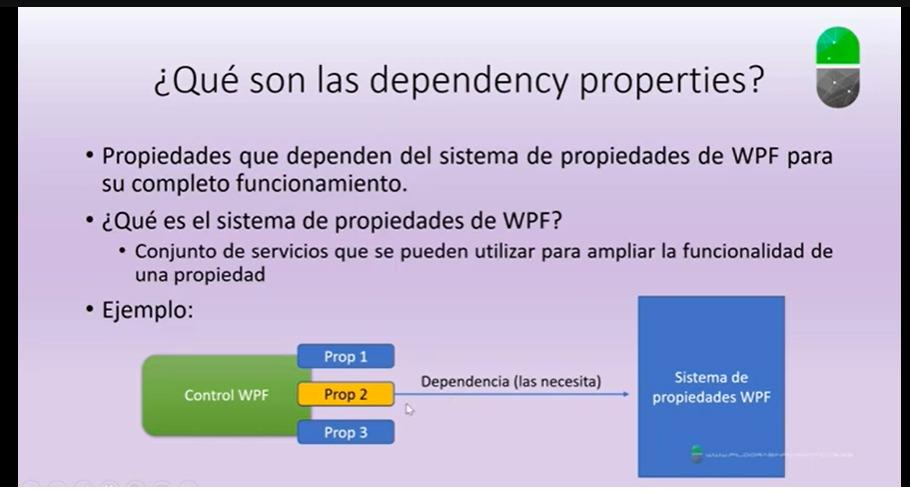 ¿Qué son las dependency properties?
• Propiedades que dependen del sistema de propiedades de WPF para
su completo funcionamiento.
• ¿Qué es el sistema de propiedades de WPF?
• Conjunto de servicios que se pueden utilizar para ampliar la funcionalidad de
una propiedad
• Ejemplo:
Control WPF
Prop 1
Prop 2
Prop 3
Dependencia (las necesita)
Sistema de
propiedades WPF